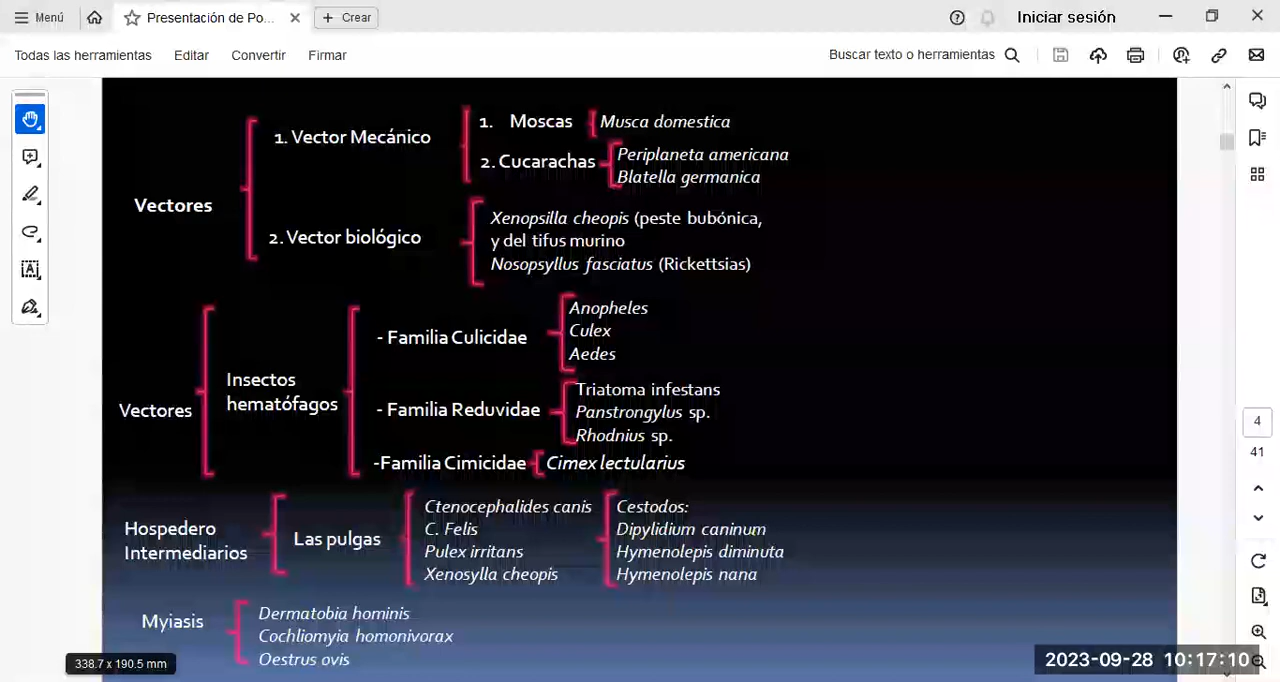 Menú
Presentación de Po...
Crear
Iniciar sesión
Todas las herramientas
Editar
Convertir
Firmar
Buscar texto o herramientas
Vectores
1. Vector Mecánico
1. Moscas
Musca domestica
2. Cucarachas
Periplaneta americana
Blatella germanica
2. Vector biológico
Xenopsilla cheopis (peste bubónica,
y del tifus murino
Nosopsyllus fasciatus (Rickettsias)
Vectores
Insectos
hematófagos
- Familia Culicidae
Anopheles
Culex
Aedes
- Familia Reduvidae
Triatoma infestans
Panstrongylus sp.
Rhodnius sp.
-Familia Cimicidae
Cimex lectularius
Hospedero
Intermediarios
Las pulgas
Ctenocephalides canis
C. Felis
Pulex irritans
Xenosylla cheopis
Cestodos:
Dipylidium caninum
Hymenolepis diminuta
Hymenolepis nana
Myiasis
Dermatobia hominis
Cochliomyia homonivorax
Oestrus ovis
4
41
338.7 x 190.5 mm
2023-09-28 10:17:10